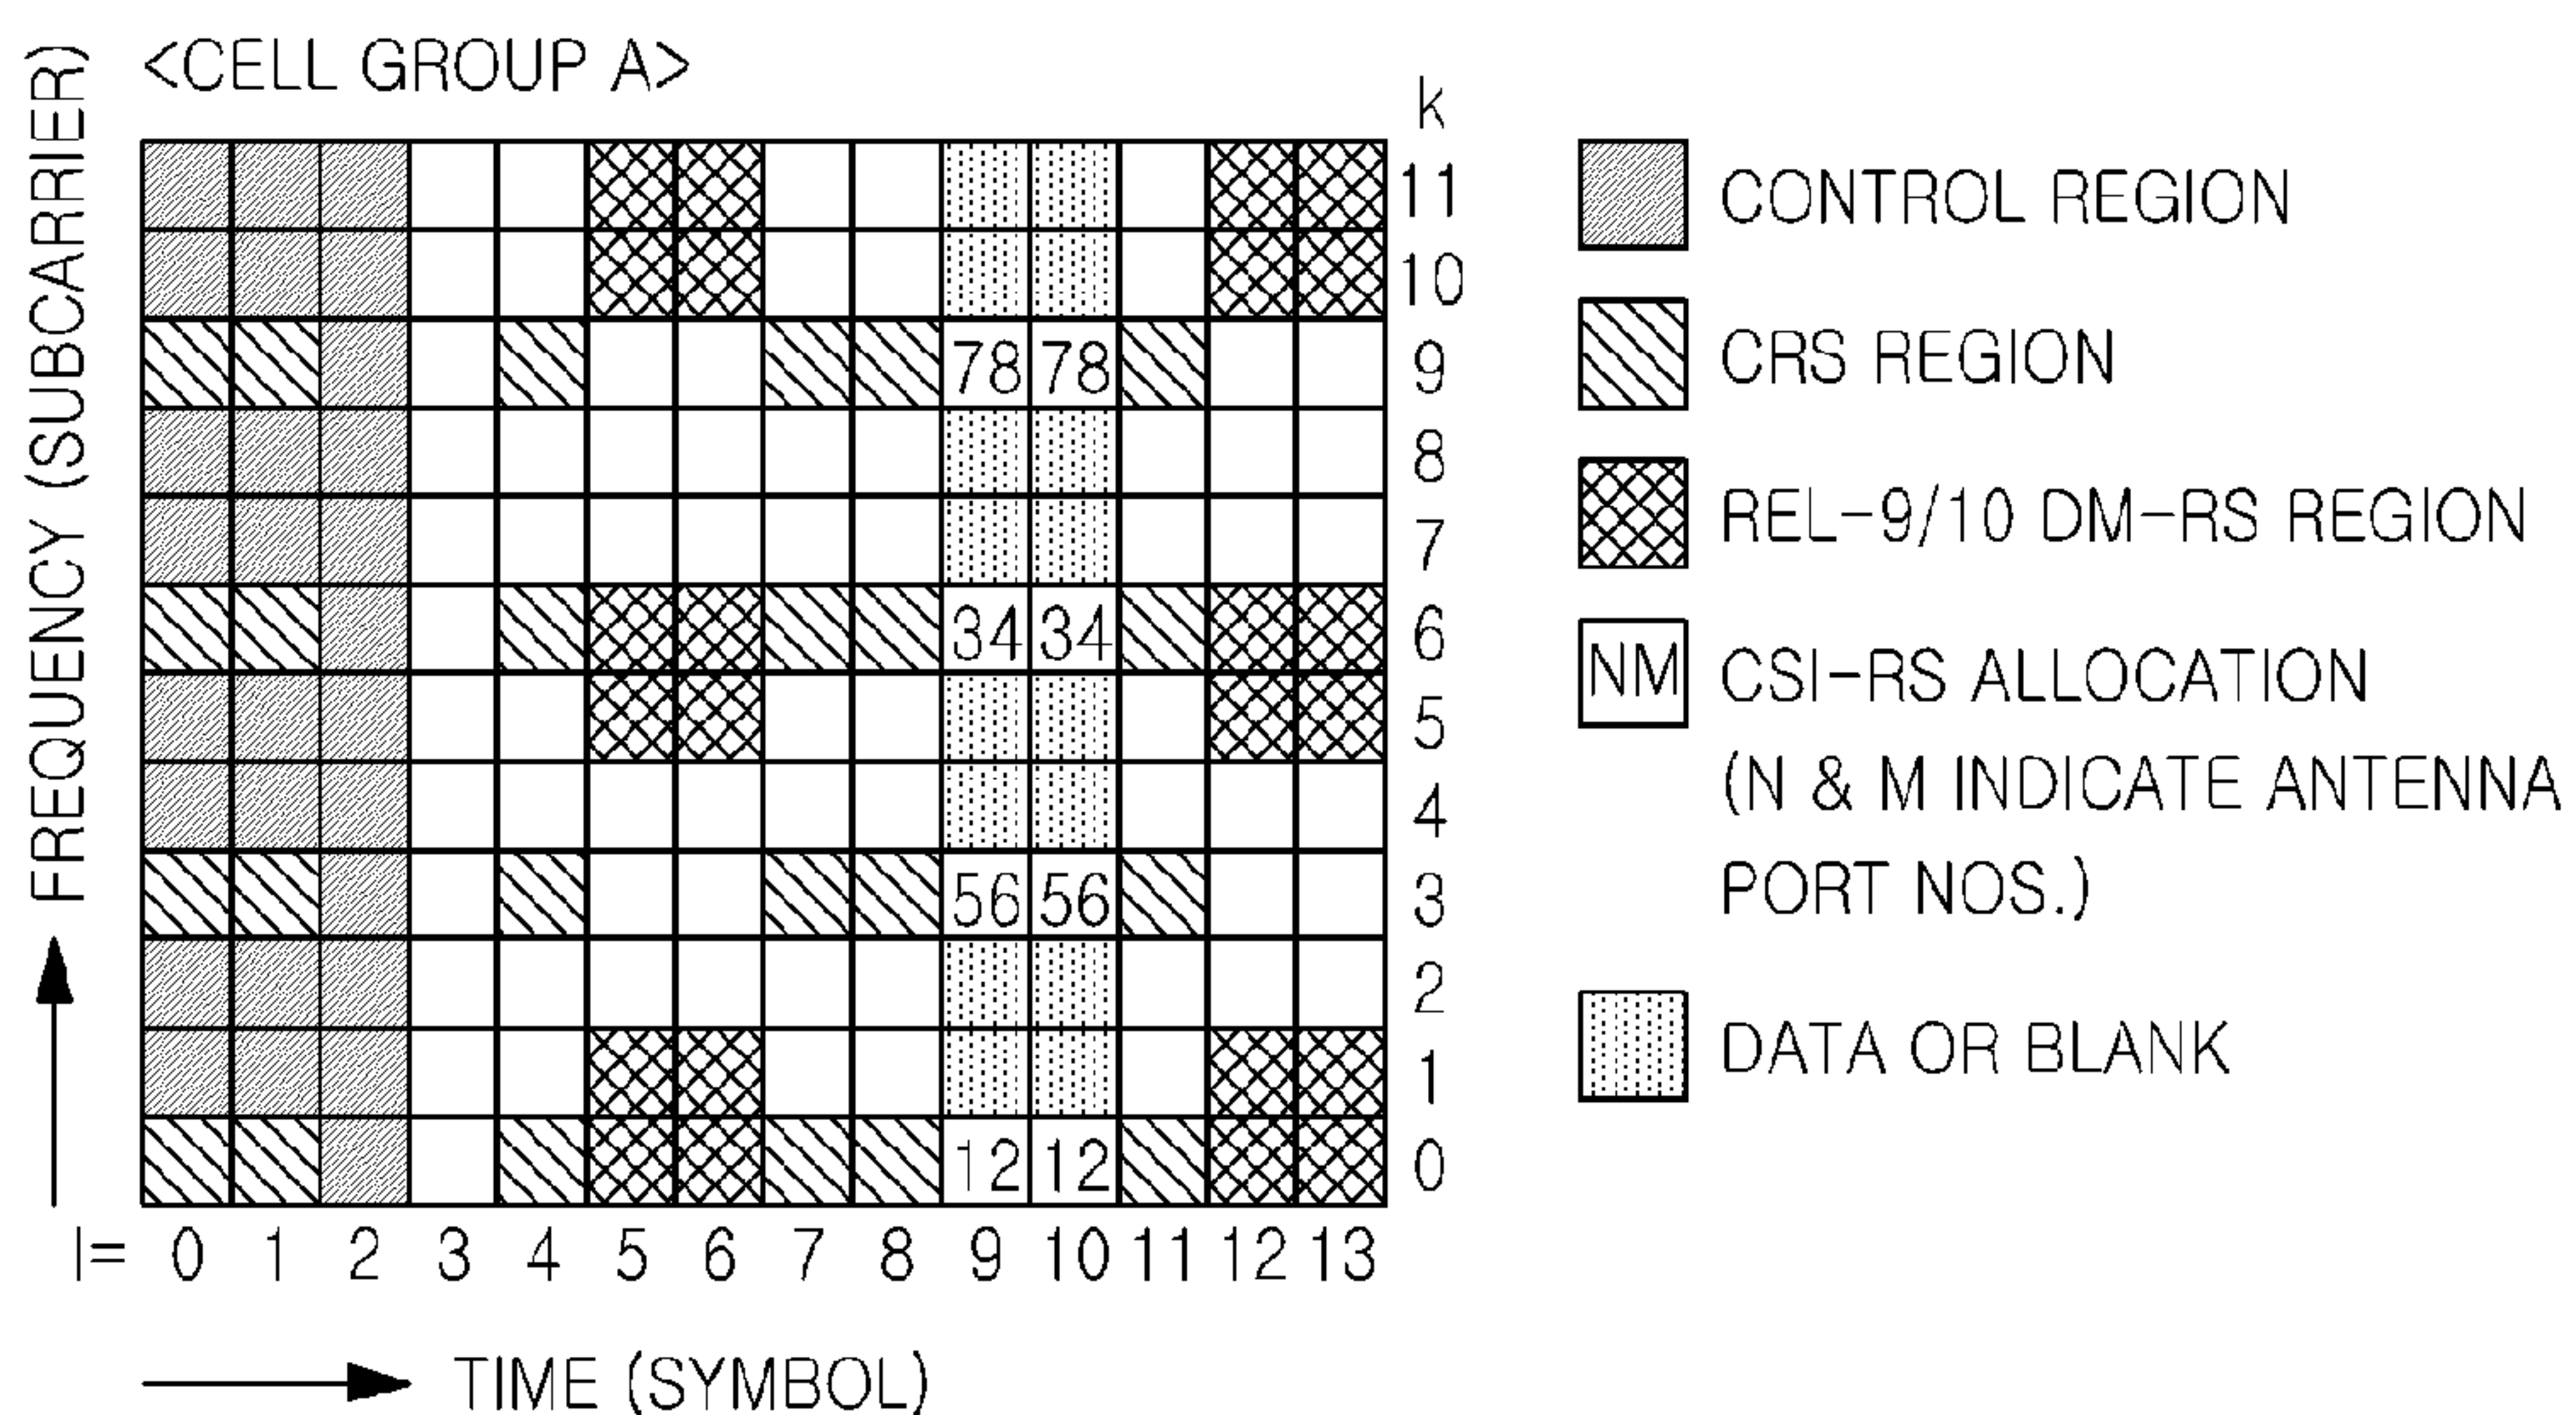 <CELL GROUP A>
FREQUENCY (SUBCARRIER)
k
11
10
9
8
7
6
5
4
3
2
1
0
78 78
34 34
56 56
12 12
l= 0 1 2 3 4 5 6 7 8 9 10 11 12 13
TIME (SYMBOL)
CONTROL REGION
CRS REGION
REL-9/10 DM-RS REGION
NM CSI-RS ALLOCATION
(N & M INDICATE ANTENNA
PORT NOS.)
DATA OR BLANK